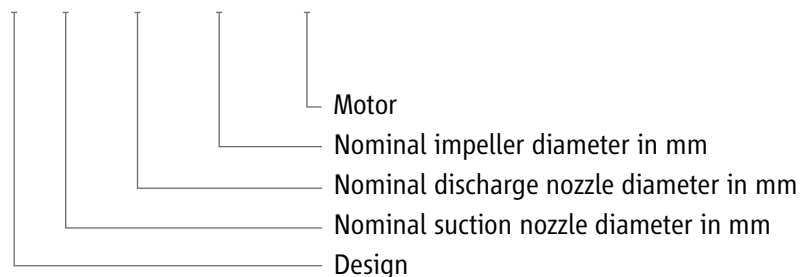 Motor
Nominal impeller diameter in mm
Nominal discharge nozzle diameter in mm
Nominal suction nozzle diameter in mm
Design